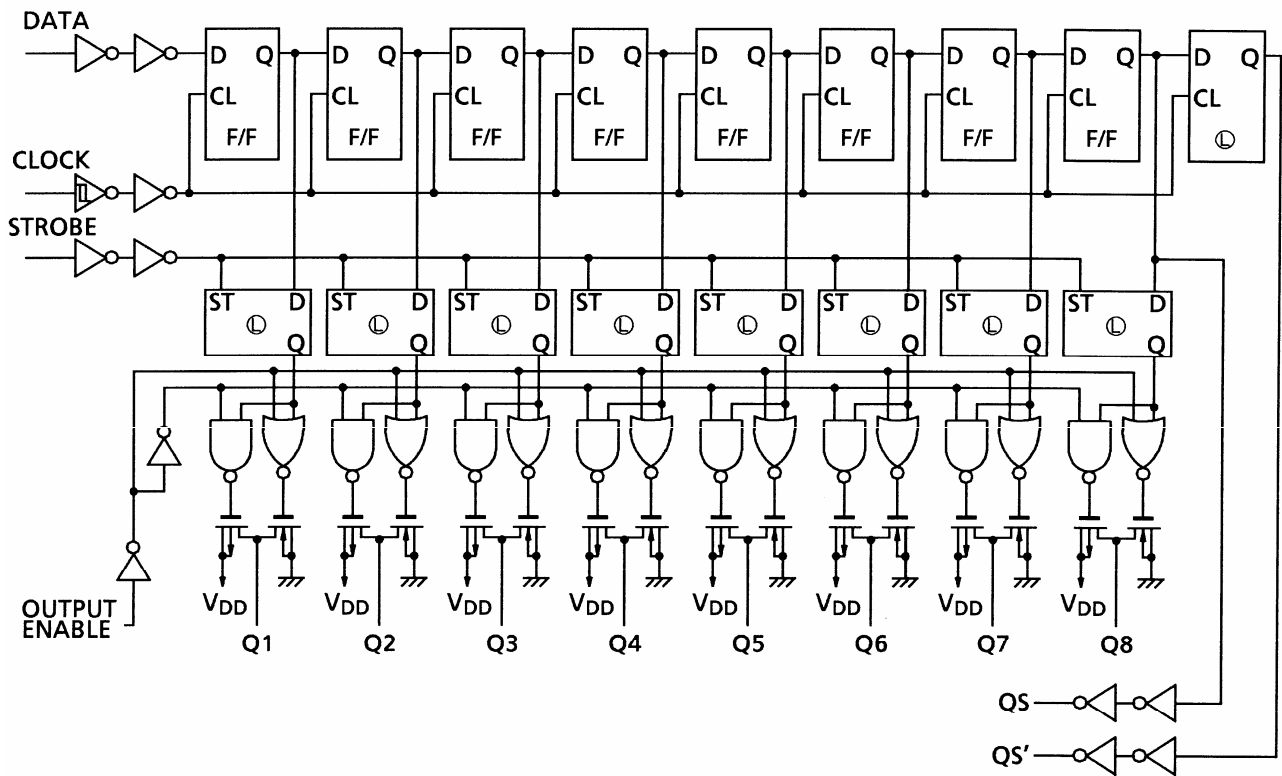 DATA
D Q D Q D Q D Q D Q D Q D Q D Q D Q
CL CL CL CL CL CL CL CL CL
F/F F/F F/F F/F F/F F/F F/F F/F Ⓛ
CLOCK
STROBE
ST D ST D ST D ST D ST D ST D ST D ST D
Ⓛ Ⓛ Ⓛ Ⓛ Ⓛ Ⓛ Ⓛ Ⓛ
Q Q Q Q Q Q Q Q
VDD VDD VDD VDD VDD VDD VDD VDD
OUTPUT
ENABLE
Q1 Q2 Q3 Q4 Q5 Q6 Q7 Q8
QS
QS'